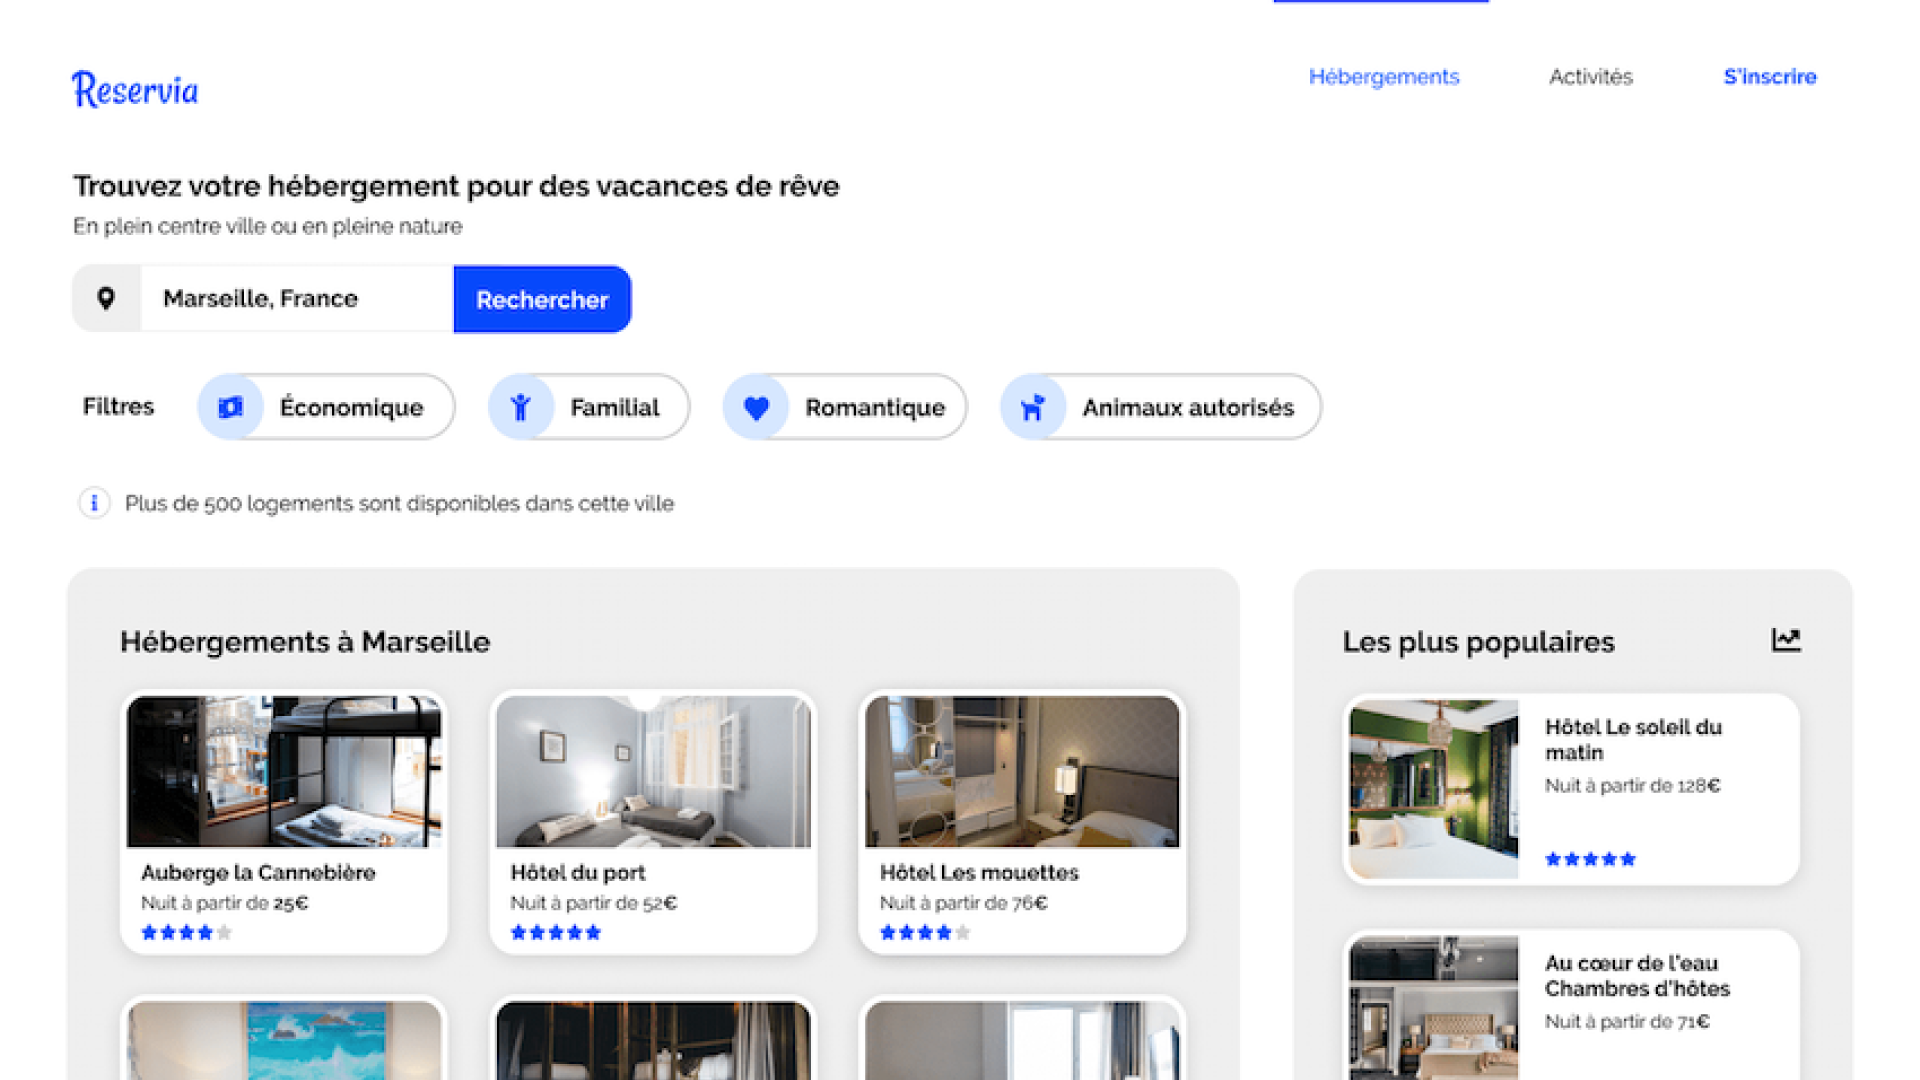 Reservia
Hébergements
Activités
S'inscrire
Trouvez votre hébergement pour des vacances de rêve
En plein centre ville ou en pleine nature
Marseille, France
Rechercher
Filtres
Économique
Familial
Romantique
Animaux autorisés
Plus de 500 logements sont disponibles dans cette ville
Hébergements à Marseille
Auberge la Cannebière
Nuit à partir de 25€
Hôtel du port
Nuit à partir de 52€
Hôtel Les mouettes
Nuit à partir de 76€
Les plus populaires
Hôtel Le soleil du
matin
Nuit à partir de 128€
Au cœur de l'eau
Chambres d'hôtes
Nuit à partir de 71€